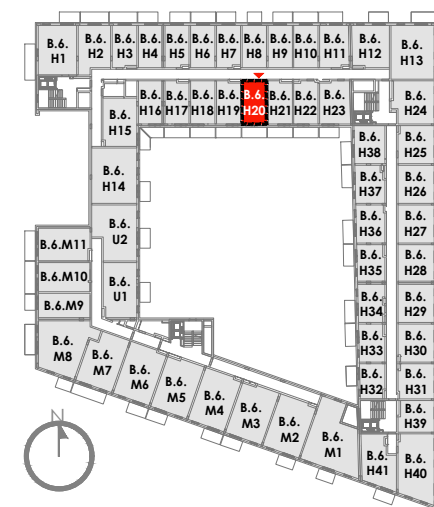 B.6. H1
B.6. H2
B.6. H3
B.6. H4
B.6. H5
B.6. H6
B.6. H7
B.6. H8
B.6. H9
B.6. H10
B.6. H11
B.6. H12
B.6. H13
B.6. H15
B.6. H16
B.6. H17
B.6. H18
B.6. H19
B.6. H20
B.6. H21
B.6. H22
B.6. H23
B.6. H24
B.6. H38
B.6. H25
B.6. H14
B.6. H37
B.6. H26
B.6. U2
B.6. H36
B.6. H27
B.6.M11
B.6. H35
B.6. H28
B.6.M10
B.6. U1
B.6. H34
B.6. H29
B.6.M9
B.6. H33
B.6. H30
B.6. M8
B.6. M7
B.6. M6
B.6. M5
B.6. M4
B.6. M3
B.6. M2
B.6. M1
B.6. H32
B.6. H31
B.6. H39
B.6. H41
B.6. H40
N